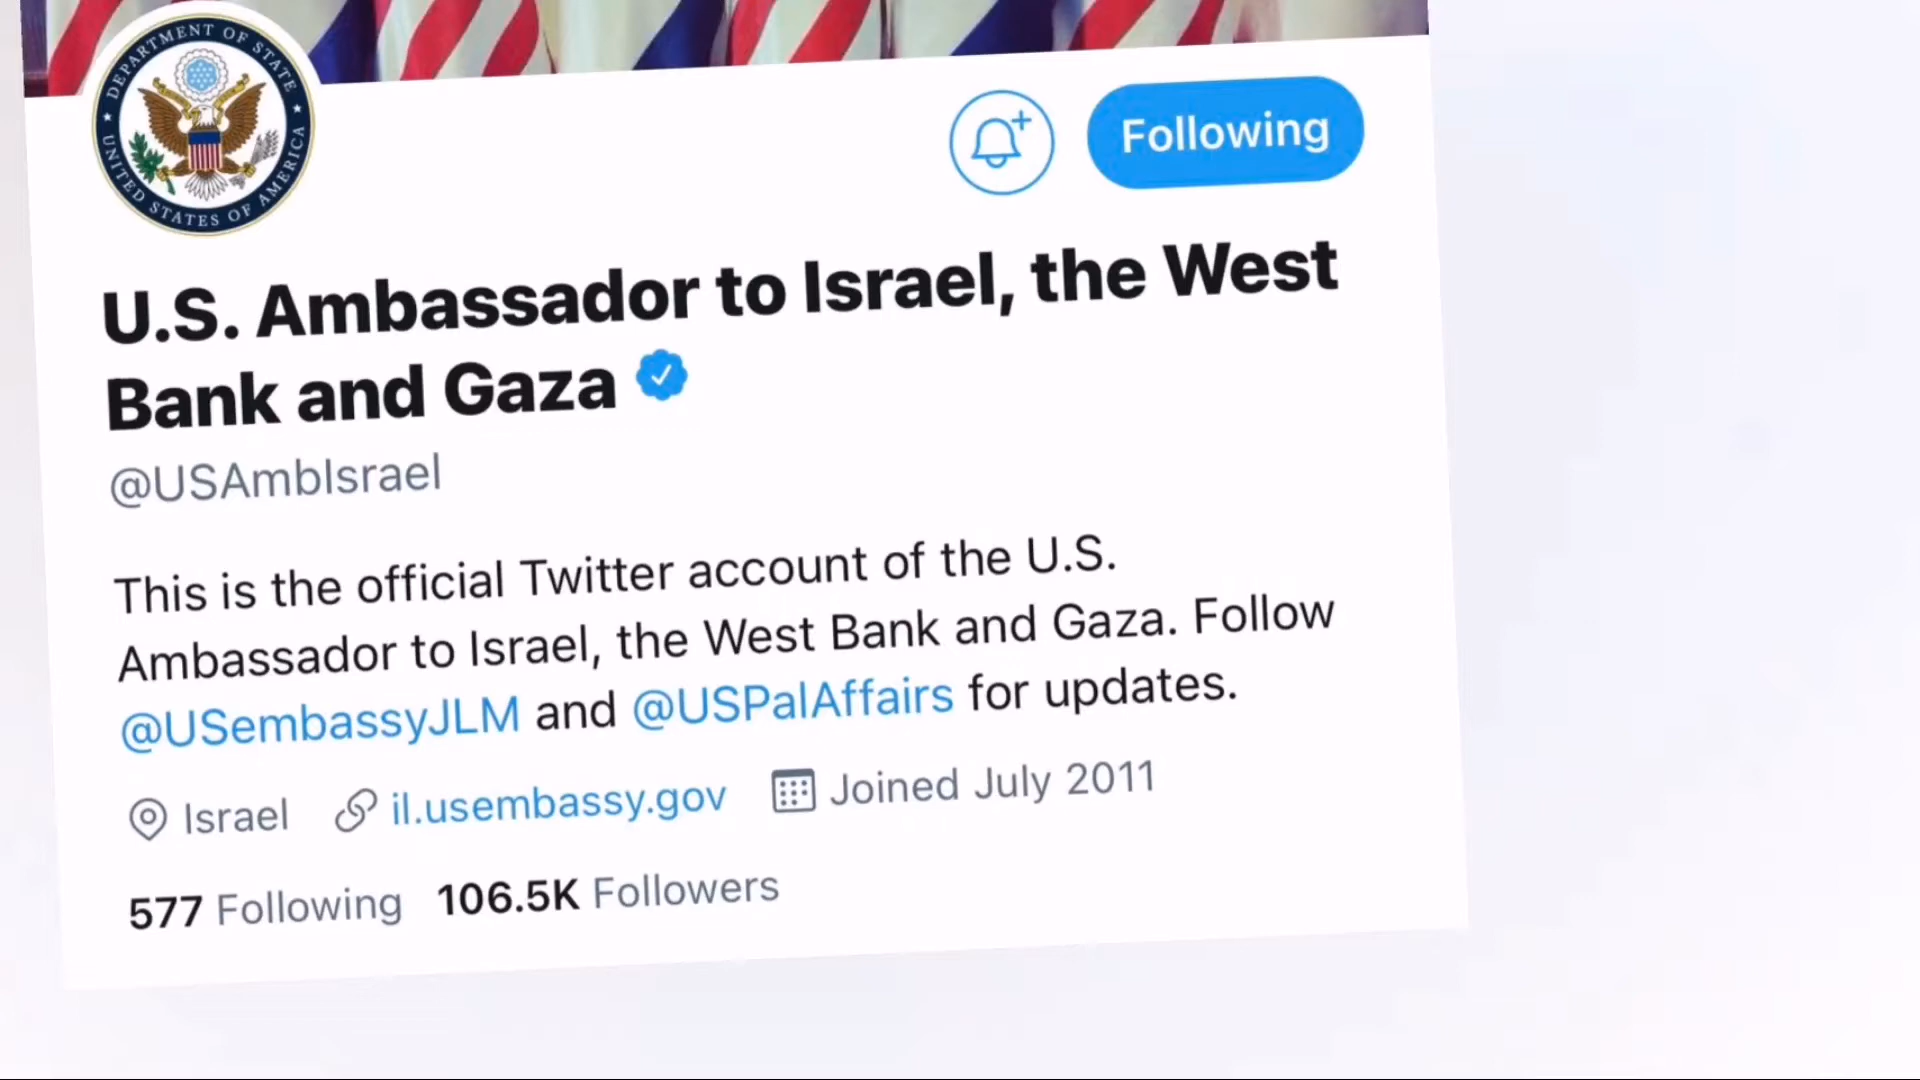 DEPARTMENT OF STATE
UNITED STATES OF AMERICA
Following
U.S. Ambassador to Israel, the West
Bank and Gaza
@USAmbIsrael
This is the official Twitter account of the U.S.
Ambassador to Israel, the West Bank and Gaza. Follow
@USembassyJLM and @USPalAffairs for updates.
Israel il.usembassy.gov Joined July 2011
577 Following 106.5K Followers